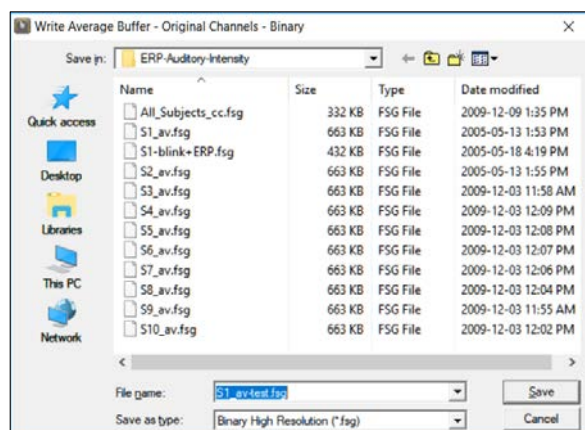 Write Average Buffer - Original Channels - Binary
Save in: ERP-Auditory-Intensity
Name Size Type Date modified
All_Subjects_cc.fsg 332 KB FSG File 2009-12-09 1:35 PM
S1_av.fsg 663 KB FSG File 2005-05-13 1:53 PM
S1-blink+ERP.fsg 432 KB FSG File 2005-05-18 4:19 PM
S2_av.fsg 663 KB FSG File 2005-05-13 1:55 PM
S3_av.fsg 663 KB FSG File 2009-12-03 11:58 AM
S4_av.fsg 663 KB FSG File 2009-12-03 12:09 PM
S5_av.fsg 663 KB FSG File 2009-12-03 12:08 PM
S6_av.fsg 663 KB FSG File 2009-12-03 12:07 PM
S7_av.fsg 663 KB FSG File 2009-12-03 12:06 PM
S8_av.fsg 663 KB FSG File 2009-12-03 12:04 PM
S9_av.fsg 663 KB FSG File 2009-12-03 11:55 AM
S10_av.fsg 663 KB FSG File 2009-12-03 12:02 PM
Quick access
Desktop
Libraries
This PC
Network
File name: S1_av-test.fsg Save
Save as type: Binary High Resolution (*.fsg) Cancel